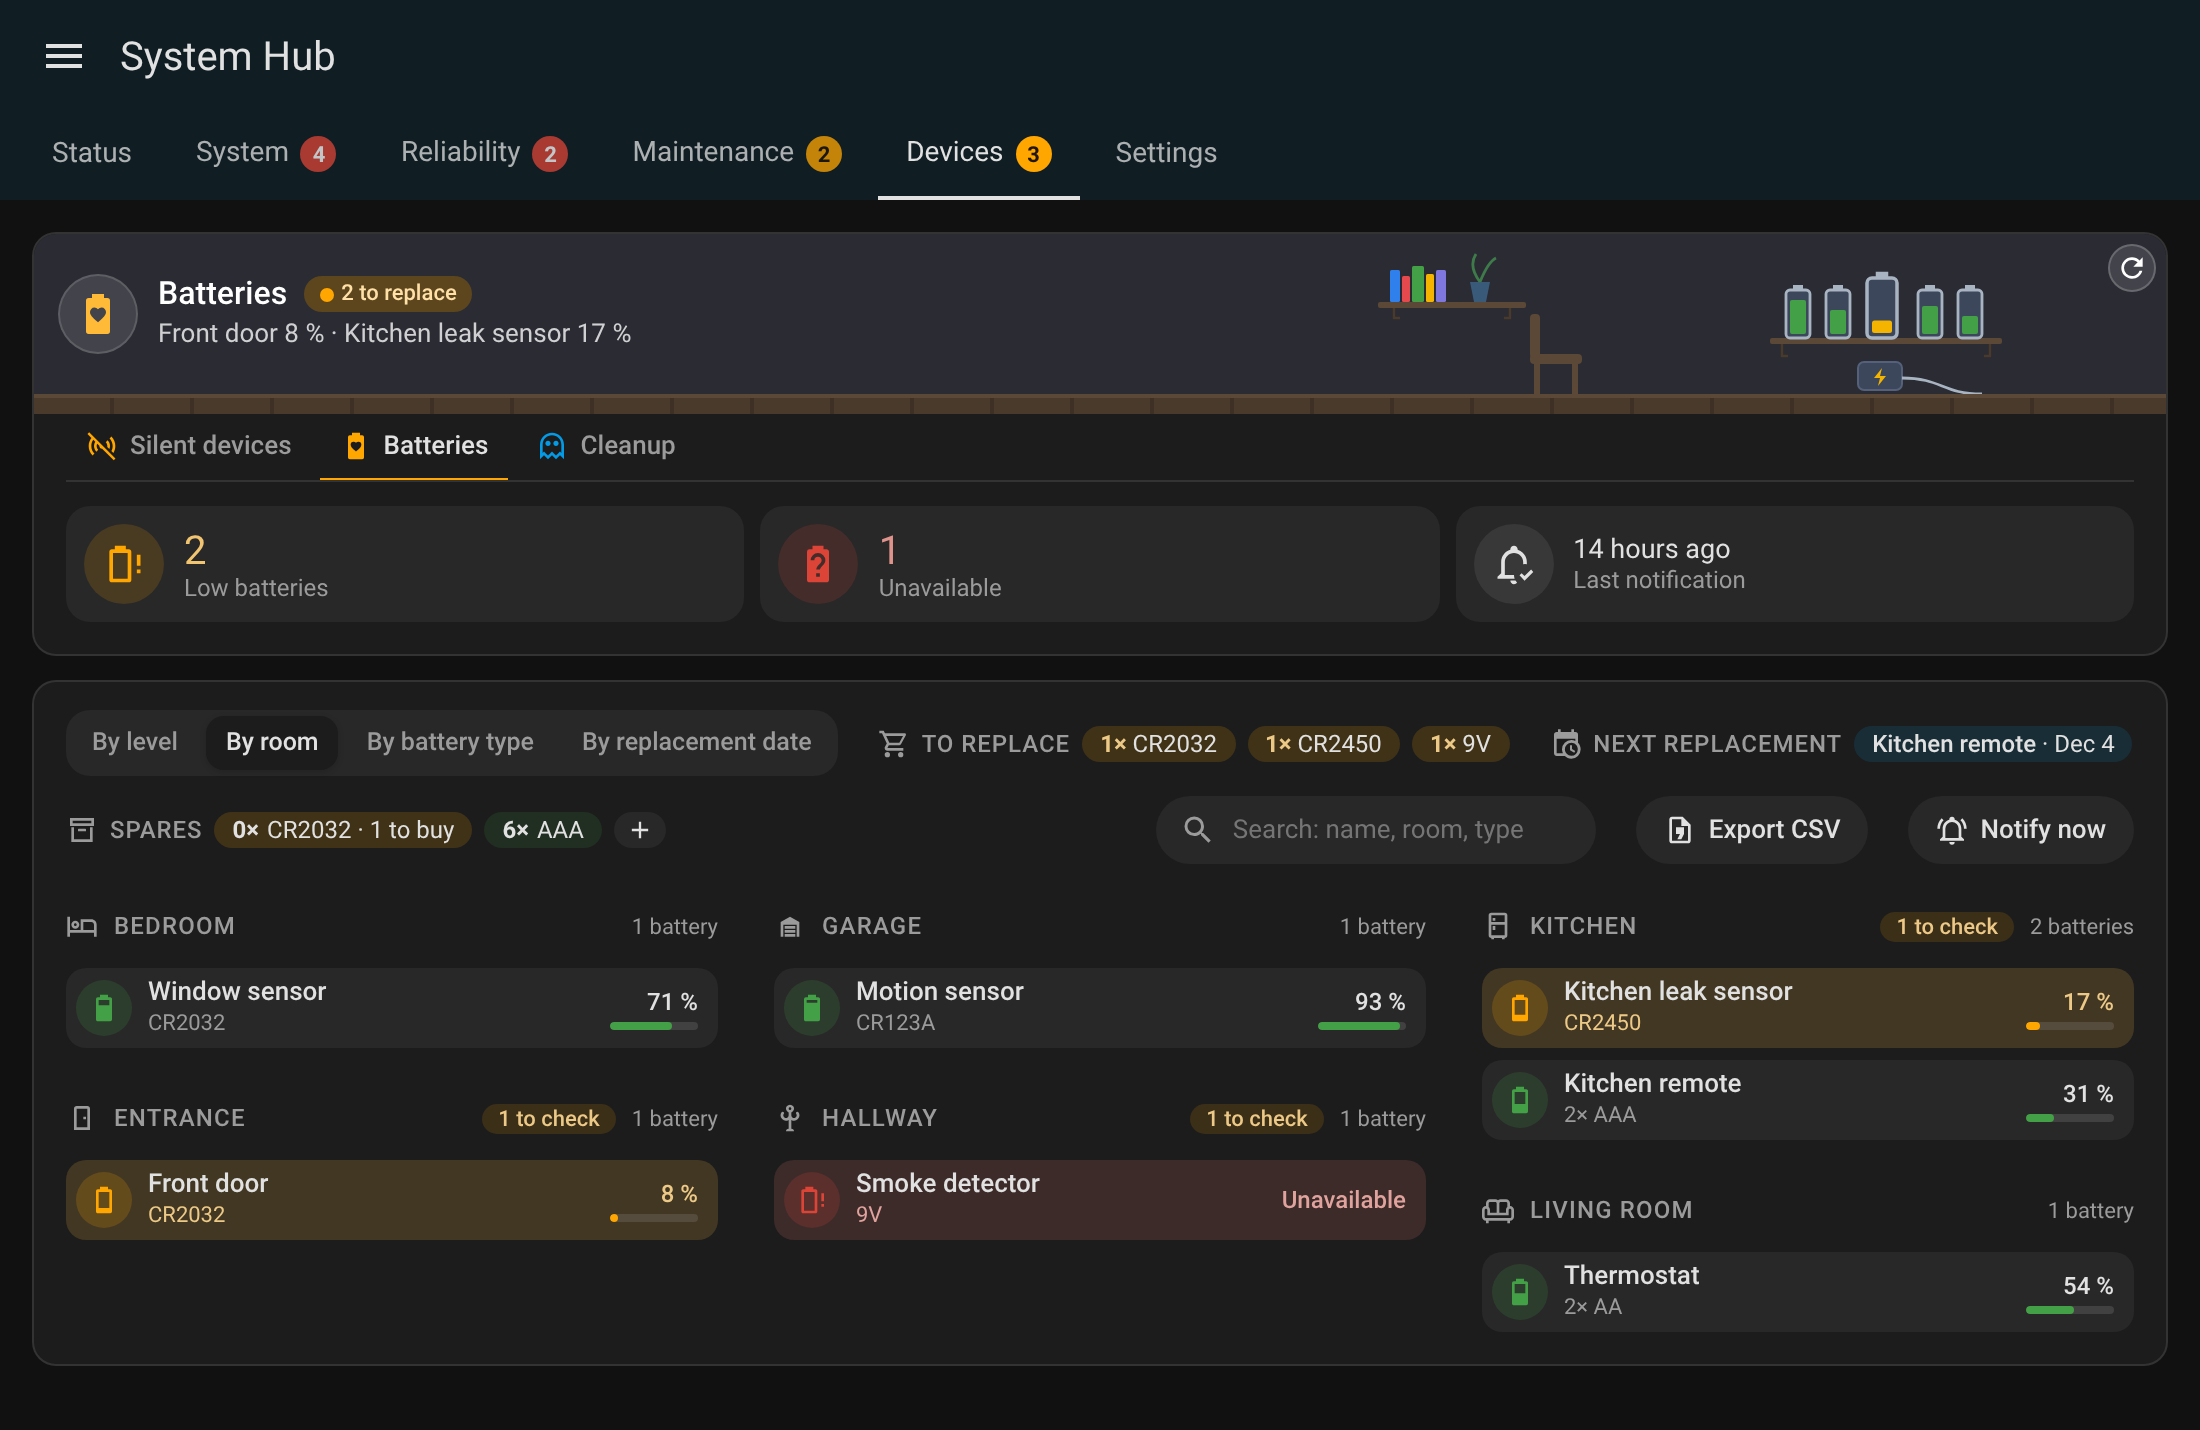 System Hub
Status
System 4
Reliability 2
Maintenance 2
Devices 3
Settings
Batteries
2 to replace
Front door 8 % · Kitchen leak sensor 17 %
Silent devices
Batteries
Cleanup
2
Low batteries
1
Unavailable
14 hours ago
Last notification
By level
By room
By battery type
By replacement date
TO REPLACE
1× CR2032
1× CR2450
1× 9V
NEXT REPLACEMENT
Kitchen remote · Dec 4
SPARES
0× CR2032 · 1 to buy
6× AAA
+
Search: name, room, type
Export CSV
Notify now
BEDROOM
1 battery
Window sensor
CR2032
71 %
ENTRANCE
1 to check
1 battery
Front door
CR2032
8 %
GARAGE
1 battery
Motion sensor
CR123A
93 %
HALLWAY
1 to check
1 battery
Smoke detector
9V
Unavailable
KITCHEN
1 to check
2 batteries
Kitchen leak sensor
CR2450
17 %
Kitchen remote
2× AAA
31 %
LIVING ROOM
1 battery
Thermostat
2× AA
54 %